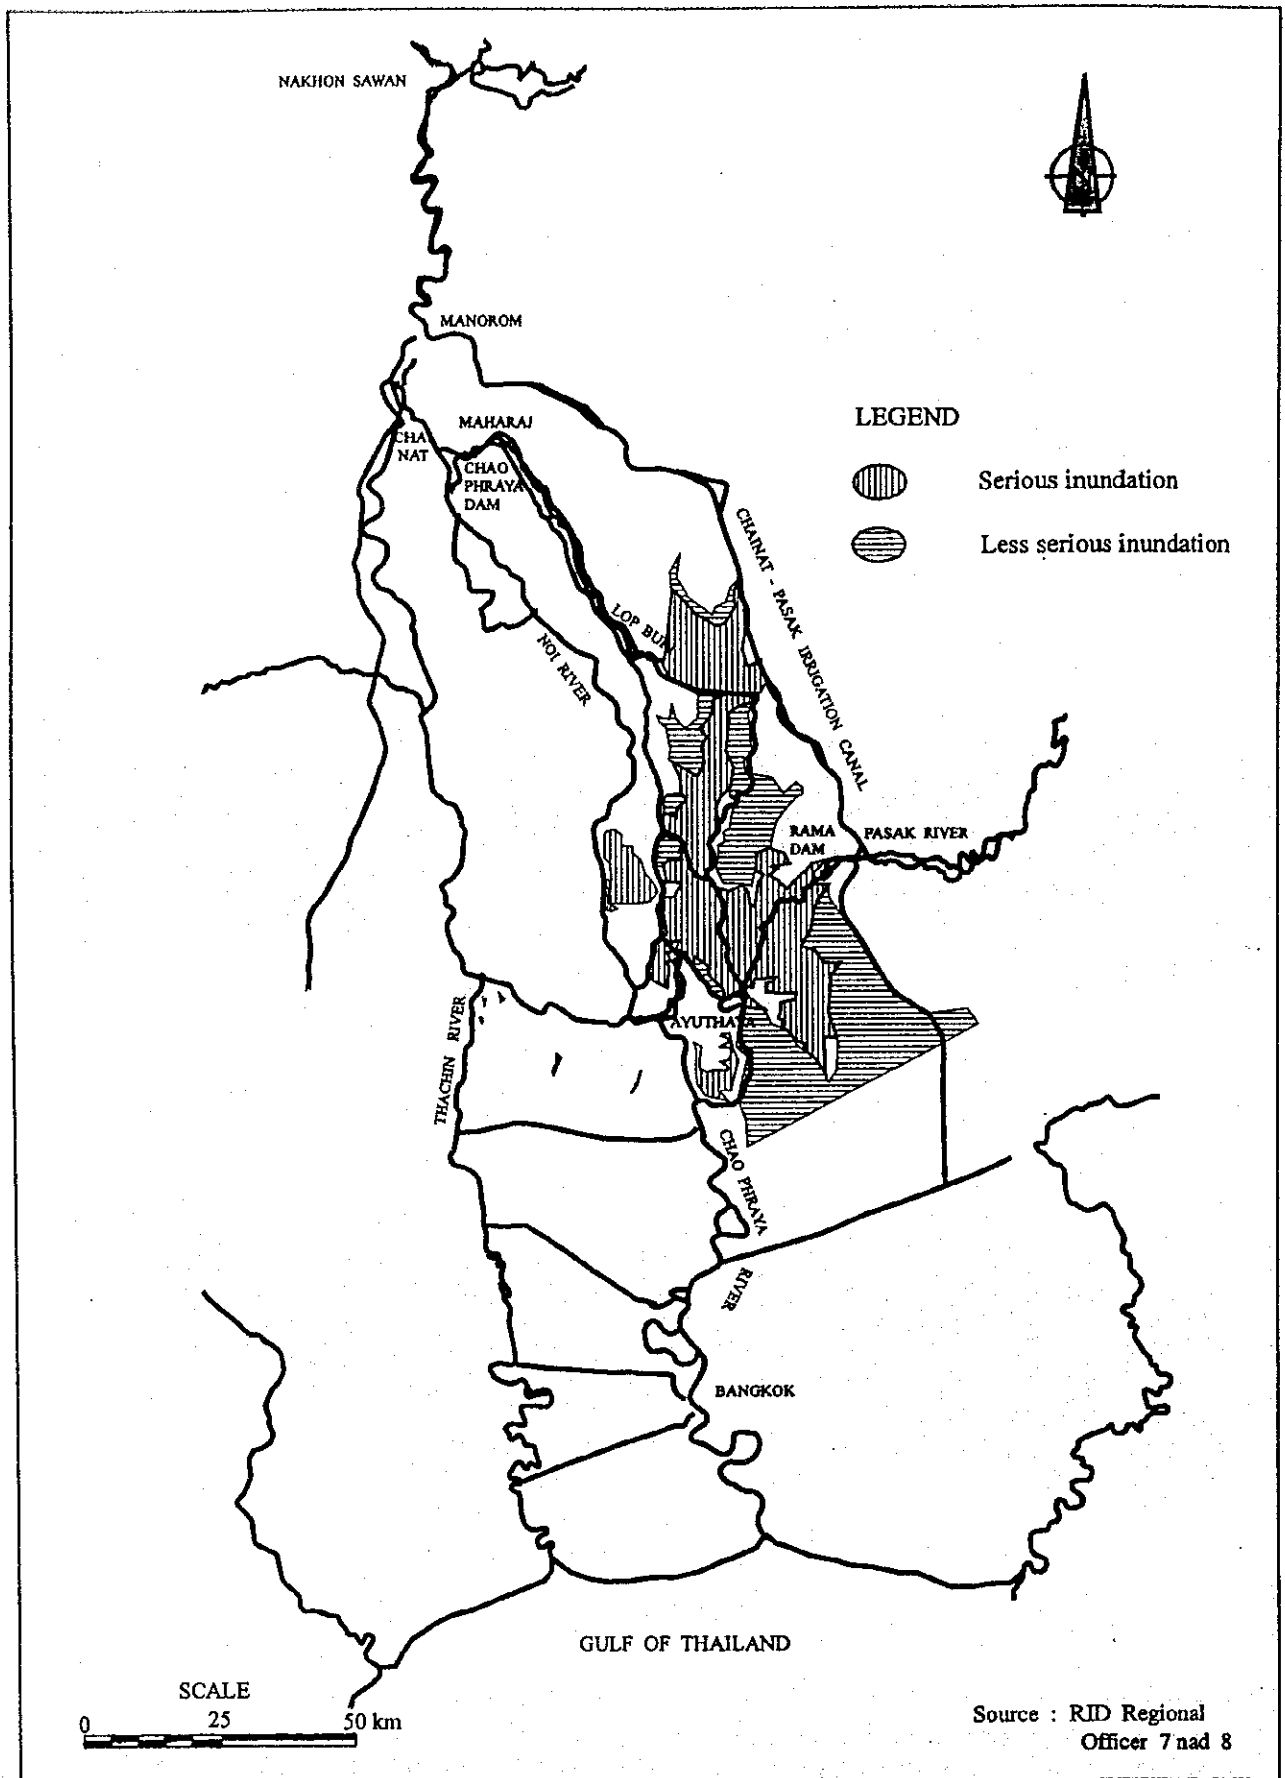 NAKHON SAWAN
MANOROM
MAHARAJ
CHAI
NAT
CHAO
PHRAYA
DAM
LEGEND
Serious inundation
Less serious inundation
CHAINAT - PASAK IRRIGATION CANAL
LOP BURI
NOI RIVER
RAMA
DAM
PASAK RIVER
AYUTHAYA
THACHIN RIVER
CHAO PHRAYA
RIVER
BANGKOK
GULF OF THAILAND
SCALE
0 25 50 km
Source : RID Regional
Officer 7 nad 8